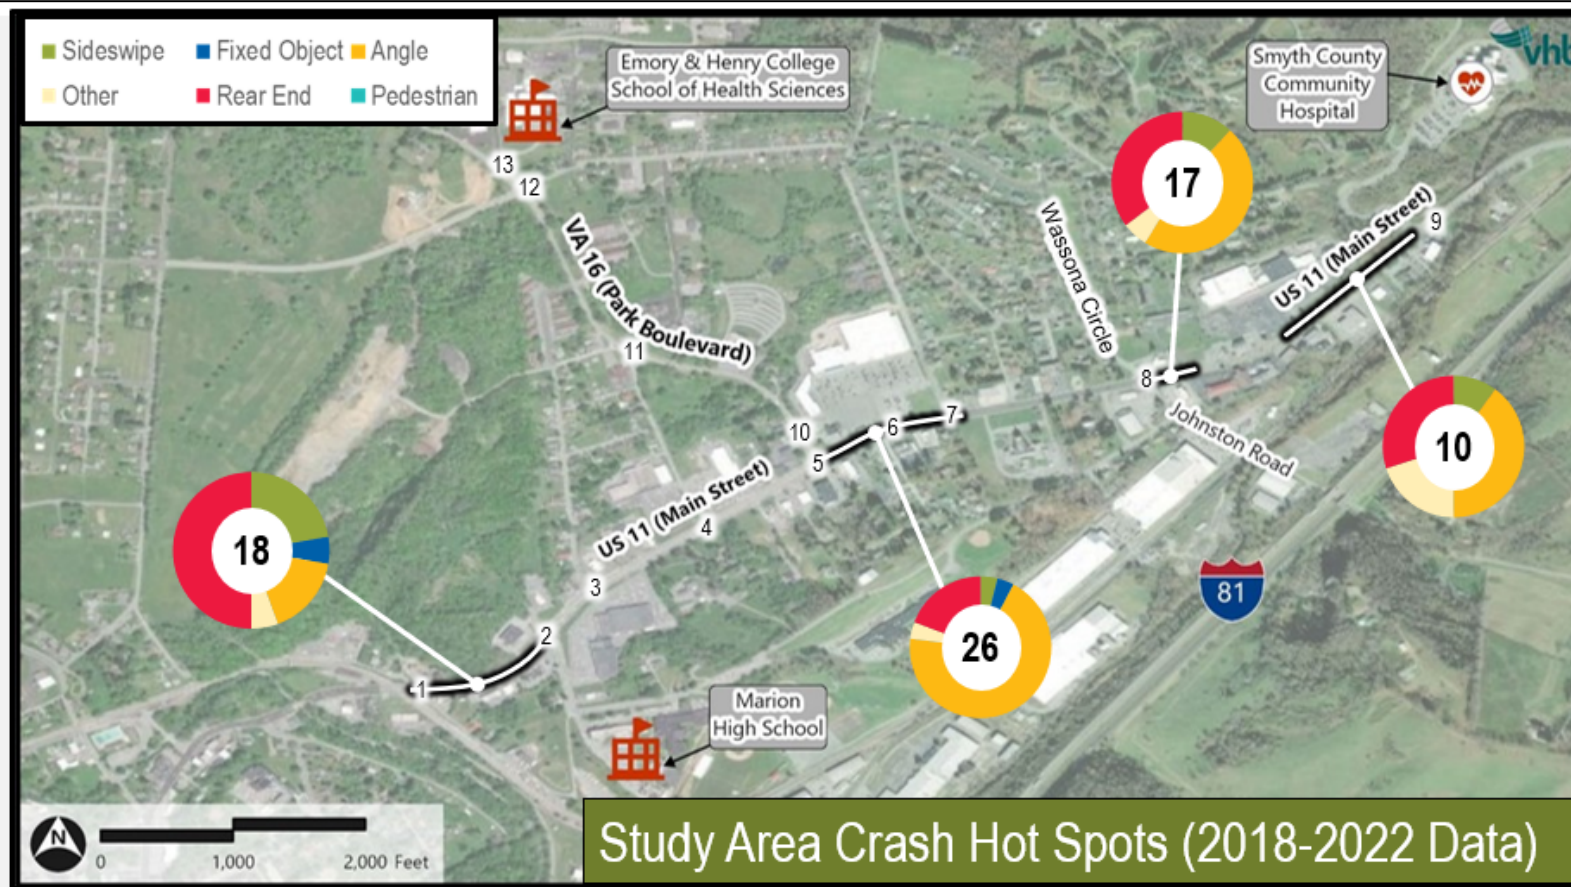 Sideswipe
Fixed Object
Angle
Other
Rear End
Pedestrian
Emory & Henry College
School of Health Sciences
Smyth County
Community
Hospital
vhb
13
12
17
VA 16 (Park Boulevard)
Wassona Circle
US 11 (Main Street)
9
11
8
Johnston Road
10
7
6
5
10
US 11 (Main Street)
4
18
3
81
2
26
1
Marion
High School
N
0 1,000 2,000 Feet
Study Area Crash Hot Spots (2018-2022 Data)